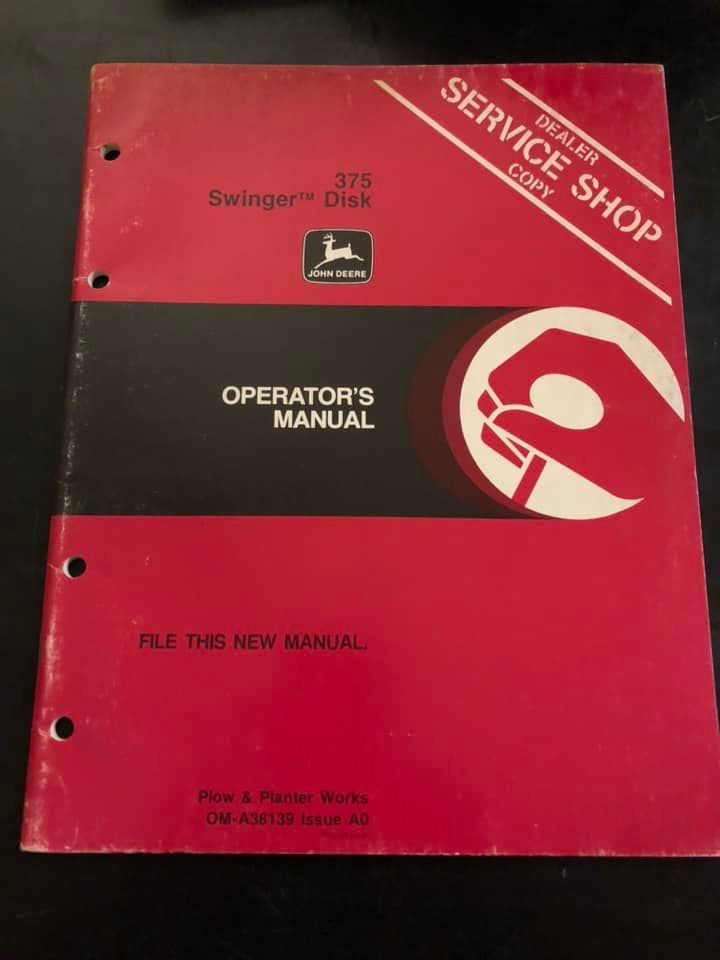 DEALER
SERVICE SHOP
COPY
375
Swinger™ Disk
JOHN DEERE
OPERATOR'S
MANUAL
FILE THIS NEW MANUAL.
Plow & Planter Works
OM-A38139 Issue A0